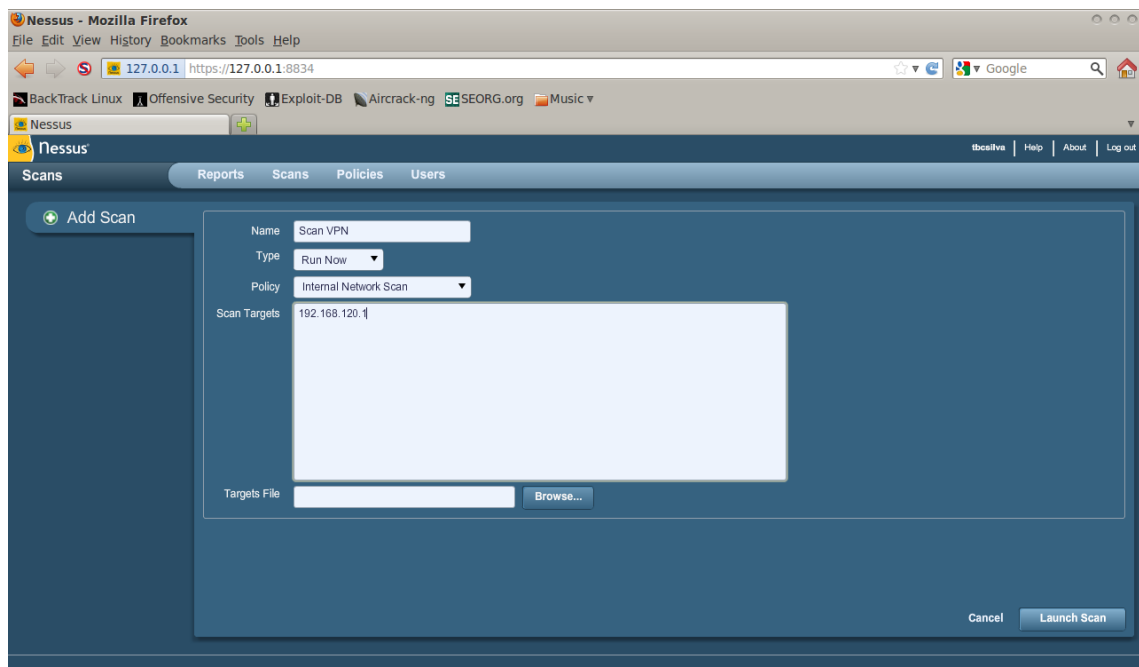 Nessus - Mozilla Firefox
File Edit View History Bookmarks Tools Help
127.0.0.1 https://127.0.0.1:8834 Google
BackTrack Linux Offensive Security Exploit-DB Aircrack-ng SE SEORG.org Music
Nessus
Nessus tbcsilva Help About Log out
Scans Reports Scans Policies Users
Add Scan
Name Scan VPN
Type Run Now
Policy Internal Network Scan
Scan Targets 192.168.120.1
Targets File Browse...
Cancel Launch Scan